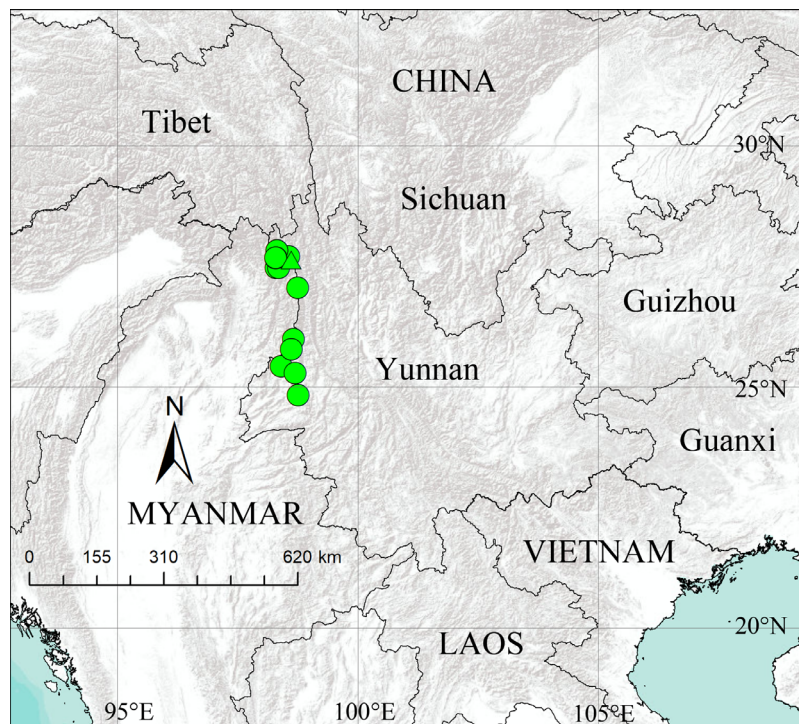 CHINA
Tibet
30°N
Sichuan
Guizhou
Yunnan
25°N
N
Guanxi
MYANMAR
VIETNAM
0 155 310 620 km
20°N
LAOS
95°E 100°E 105°E